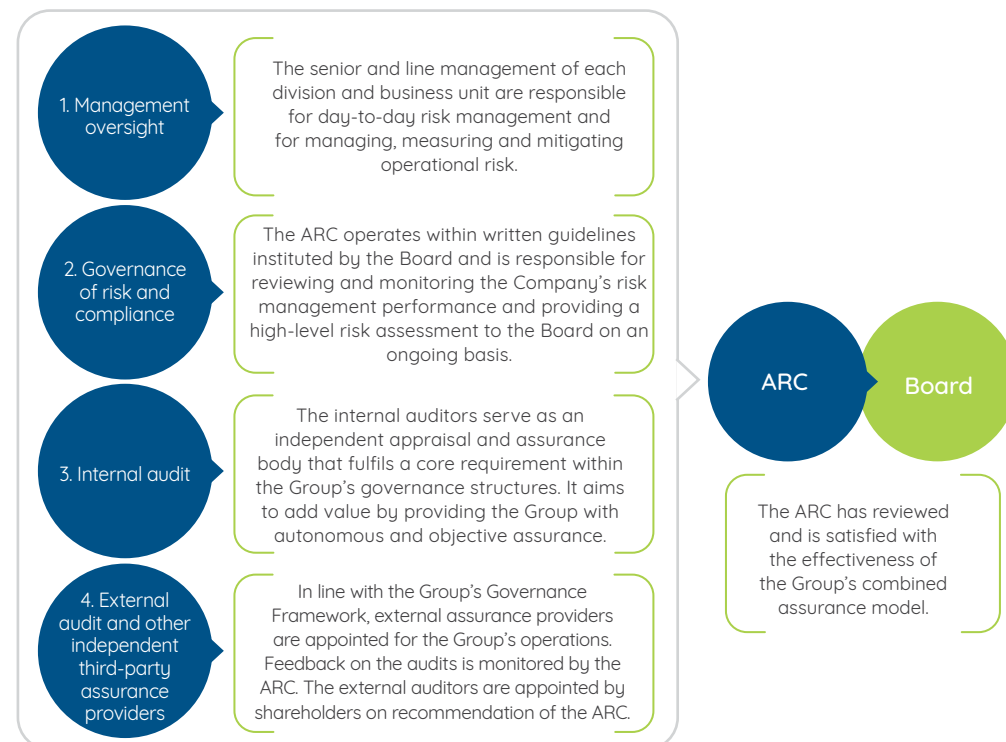 1. Management
oversight
The senior and line management of each
division and business unit are responsible
for day-to-day risk management and
for managing, measuring and mitigating
operational risk.
2. Governance
of risk and
compliance
The ARC operates within written guidelines
instituted by the Board and is responsible for
reviewing and monitoring the Company's risk
management performance and providing a
high-level risk assessment to the Board on an
ongoing basis.
3. Internal audit
The internal auditors serve as an
independent appraisal and assurance
body that fulfils a core requirement within
the Group's governance structures. It aims
to add value by providing the Group with
autonomous and objective assurance.
4. External
audit and other
independent
third-party
assurance
providers
In line with the Group's Governance
Framework, external assurance providers
are appointed for the Group's operations.
Feedback on the audits is monitored by the
ARC. The external auditors are appointed by
shareholders on recommendation of the ARC.
ARC
Board
The ARC has reviewed
and is satisfied with
the effectiveness of
the Group's combined
assurance model.